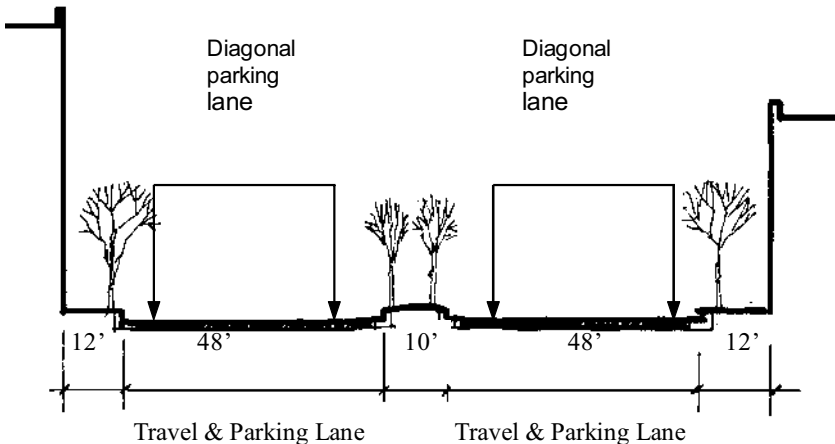 Diagonal
parking
lane
Diagonal
parking
lane
12’ 48’ 10’ 48’ 12’
Travel & Parking Lane Travel & Parking Lane